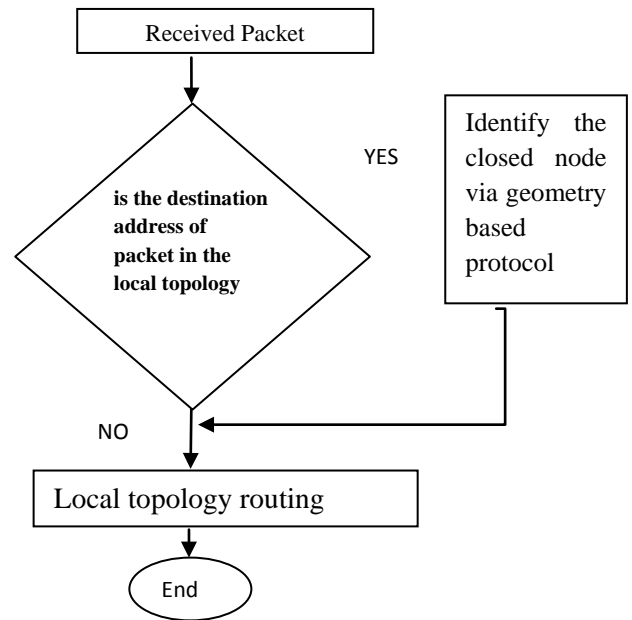 Received Packet
is the destination
address of
packet in the
local topology
YES
Identify the
closed node
via geometry
based
protocol
NO
Local topology routing
End